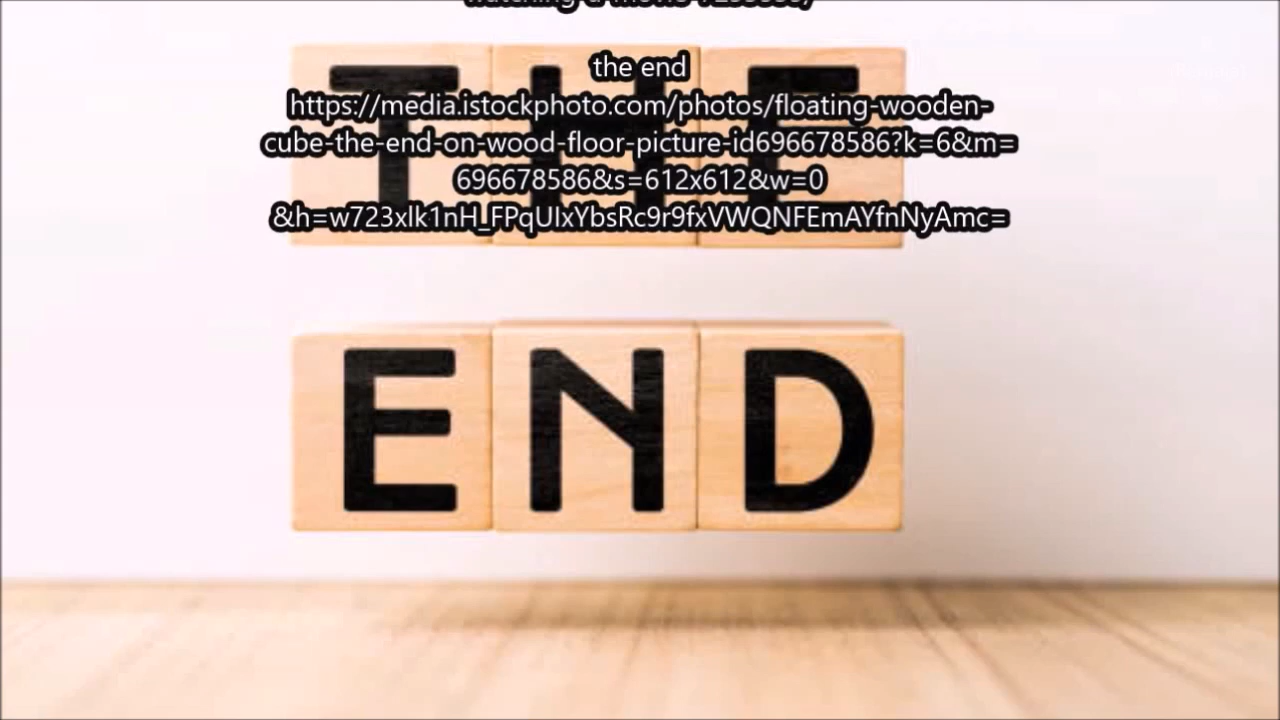 the end
https://media.istockphoto.com/photos/floating-wooden-
cube-the-end-on-wood-floor-picture-id696678586?k=6&m=
696678586&s=612x612&w=0
&h=w723xlk1nH_FPqUIxYbsRc9r9fxVWQNFEmAYfnNyAmc=
THE
END